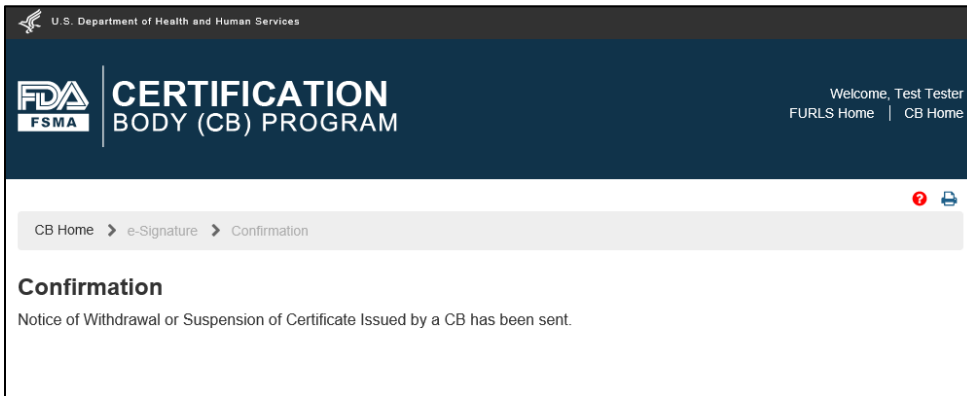 U.S. Department of Health and Human Services
FDA
FSMA
CERTIFICATION
BODY (CB) PROGRAM
Welcome, Test Tester
FURLS Home | CB Home
?
CB Home > e-Signature > Confirmation
Confirmation
Notice of Withdrawal or Suspension of Certificate Issued by a CB has been sent.